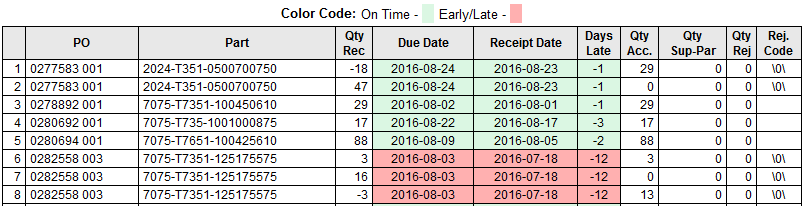 Color Code: On Time - Early/Late -
PO Part Qty Rec Due Date Receipt Date Days Late Qty Acc. Qty Sup-Par Qty Rej Rej. Code
1 0277583 001 2024-T351-0500700750 -18 2016-08-24 2016-08-23 -1 29 0 0 \0\
2 0277583 001 2024-T351-0500700750 47 2016-08-24 2016-08-23 -1 0 0 0 \0\
3 0278892 001 7075-T7351-100450610 29 2016-08-02 2016-08-01 -1 29 0 0
4 0280692 001 7075-T735-1001000875 17 2016-08-22 2016-08-17 -3 17 0 0
5 0280694 001 7075-T7651-100425610 88 2016-08-09 2016-08-05 -2 88 0 0
6 0282558 003 7075-T7351-125175575 3 2016-08-03 2016-07-18 -12 3 0 0 \0\
7 0282558 003 7075-T7351-125175575 16 2016-08-03 2016-07-18 -12 0 0 0 \0\
8 0282558 003 7075-T7351-125175575 -3 2016-08-03 2016-07-18 -12 13 0 0 \0\